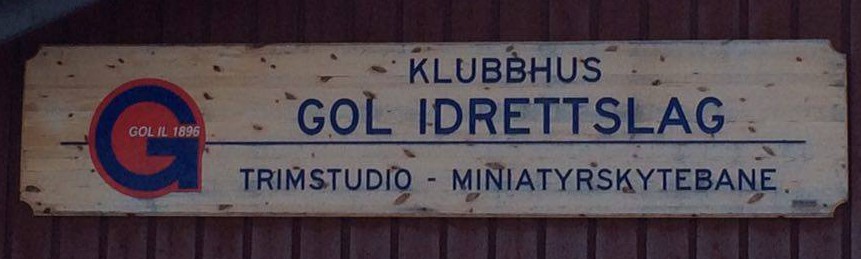 KLUBBHUS
GOL IDRETTSLAG
GOL IL 1896
TRIMSTUDIO - MINIATYRSKYTEBANE